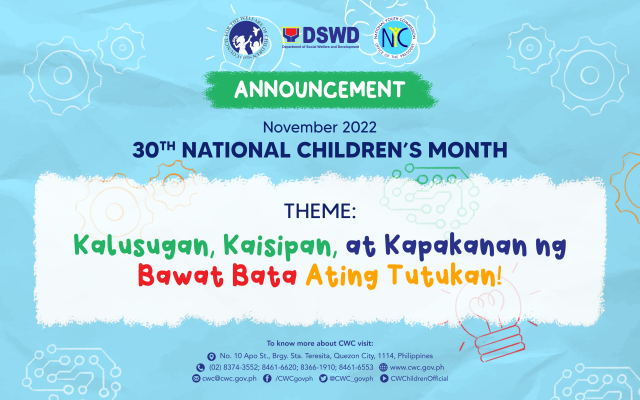 DSWD
Department of Social Welfare and Development
NYC
ANNOUNCEMENT
November 2022
30TH NATIONAL CHILDREN'S MONTH
THEME:
Kalusugan, Kaisipan, at Kapakanan ng
Bawat Bata Ating Tutukan!
To know more about CWC visit:
No. 10 Apo St., Brgy. Sta. Teresita, Quezon City, 1114, Philippines
(02) 8374-3552; 8461-6620; 8366-1910; 8461-6553 www.cwc.gov.ph
cwc@cwc.gov.ph /CWCgovph @CWC_govph CWChildrenOfficial